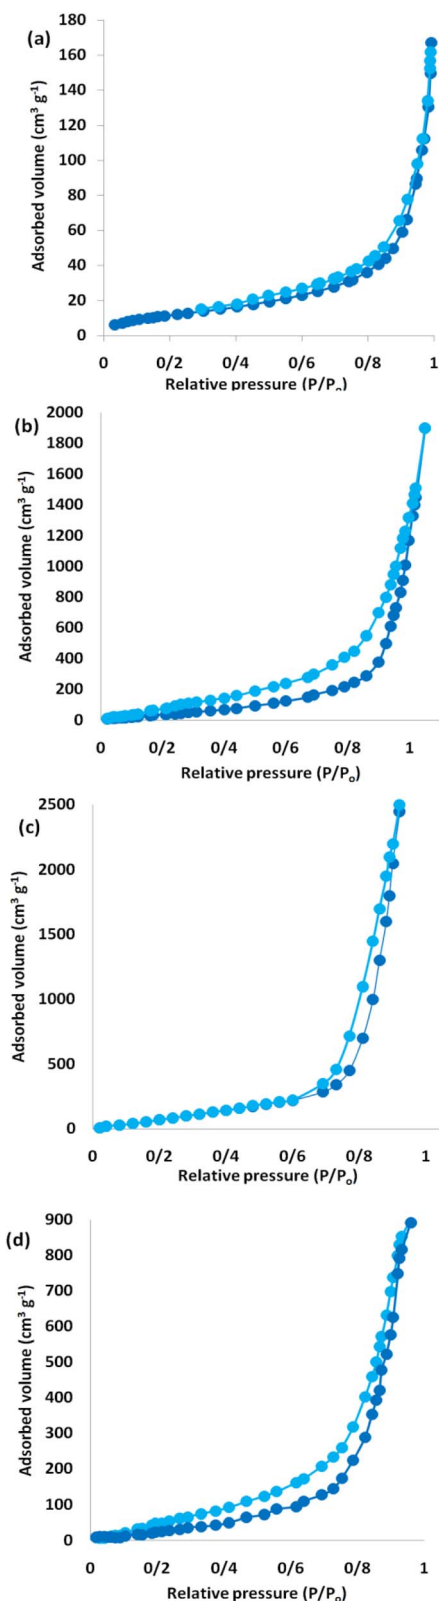 (a)
Adsorbed volume (cm³ g⁻¹)
180
160
140
120
100
80
60
40
20
0
0 0/2 0/4 0/6 0/8 1
Relative pressure (P/Pₒ)
(b)
Adsorbed volume (cm³ g⁻¹)
2000
1800
1600
1400
1200
1000
800
600
400
200
0
0 0/2 0/4 0/6 0/8 1
Relative pressure (P/Pₒ)
(c)
Adsorbed volume (cm³ g⁻¹)
2500
2000
1500
1000
500
0
0 0/2 0/4 0/6 0/8 1
Relative pressure (P/Pₒ)
(d)
Adsorbed volume (cm³ g⁻¹)
900
800
700
600
500
400
300
200
100
0
0 0/2 0/4 0/6 0/8 1
Relative pressure (P/Pₒ)